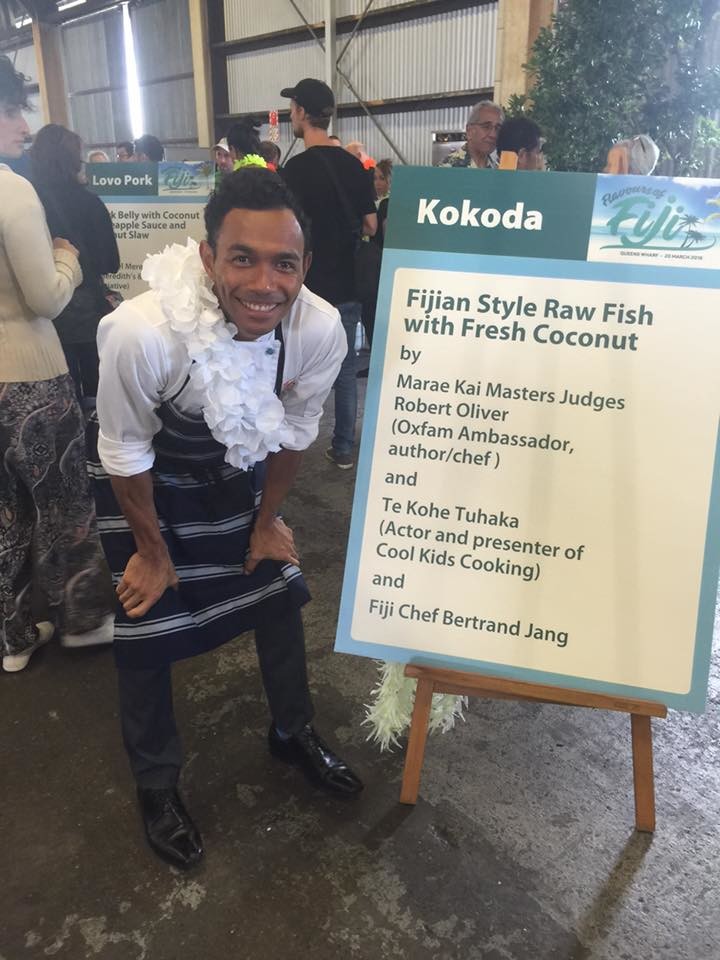 Lovo Pork
k Belly with Coconut
eapple Sauce and
ut Slaw
Kokoda
Flavours of
Fiji
QUEENS WHARF - 20 MARCH 2016
Fijian Style Raw Fish
with Fresh Coconut
by
Marae Kai Masters Judges
Robert Oliver
(Oxfam Ambassador,
author/chef )
and
Te Kohe Tuhaka
(Actor and presenter of
Cool Kids Cooking)
and
Fiji Chef Bertrand Jang